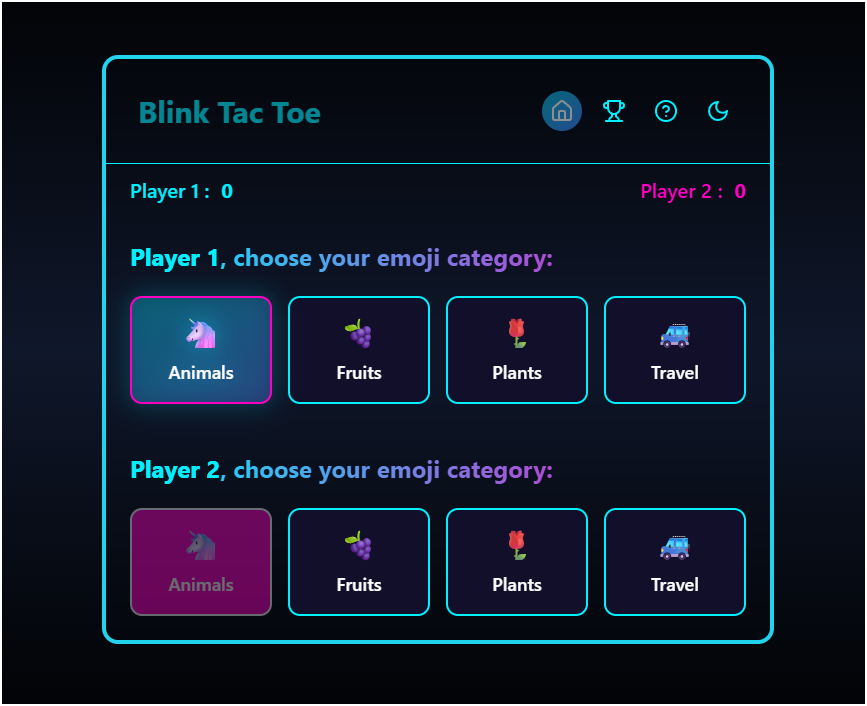 Blink Tac Toe
Player 1 : 0
Player 2 : 0
Player 1, choose your emoji category:
Animals
Fruits
Plants
Travel
Player 2, choose your emoji category:
Animals
Fruits
Plants
Travel